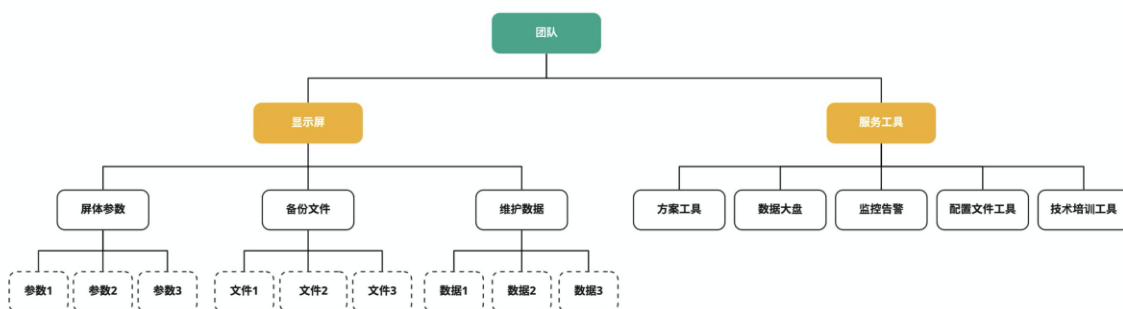 团队
显示屏
服务工具
屏体参数
备份文件
维护数据
方案工具
数据大盘
监控告警
配置文件工具
技术培训工具
参数1
参数2
参数3
文件1
文件2
文件3
数据1
数据2
数据3